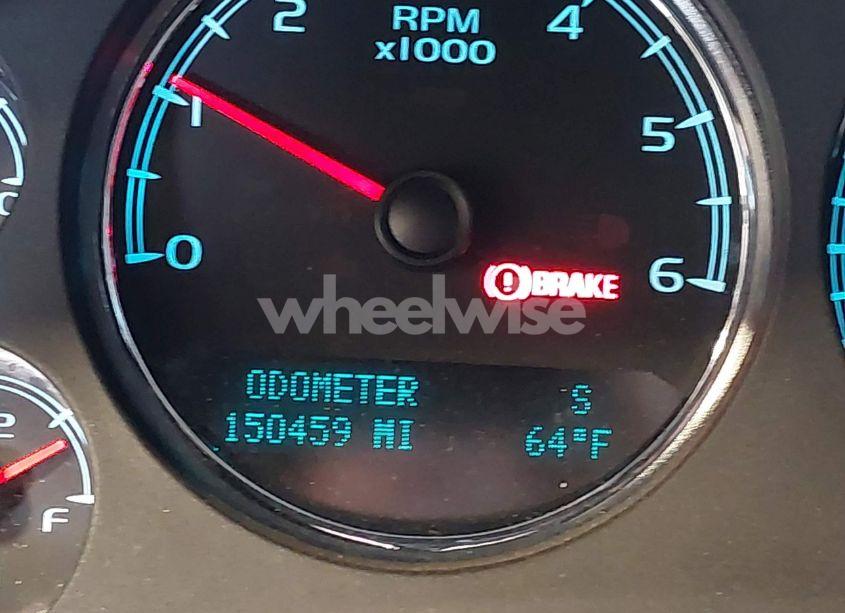 2
RPM
x1000
4
1
5
0
6
C
BRAKE
wheelwise
ODOMETER
S
150459 MI
64°F
F